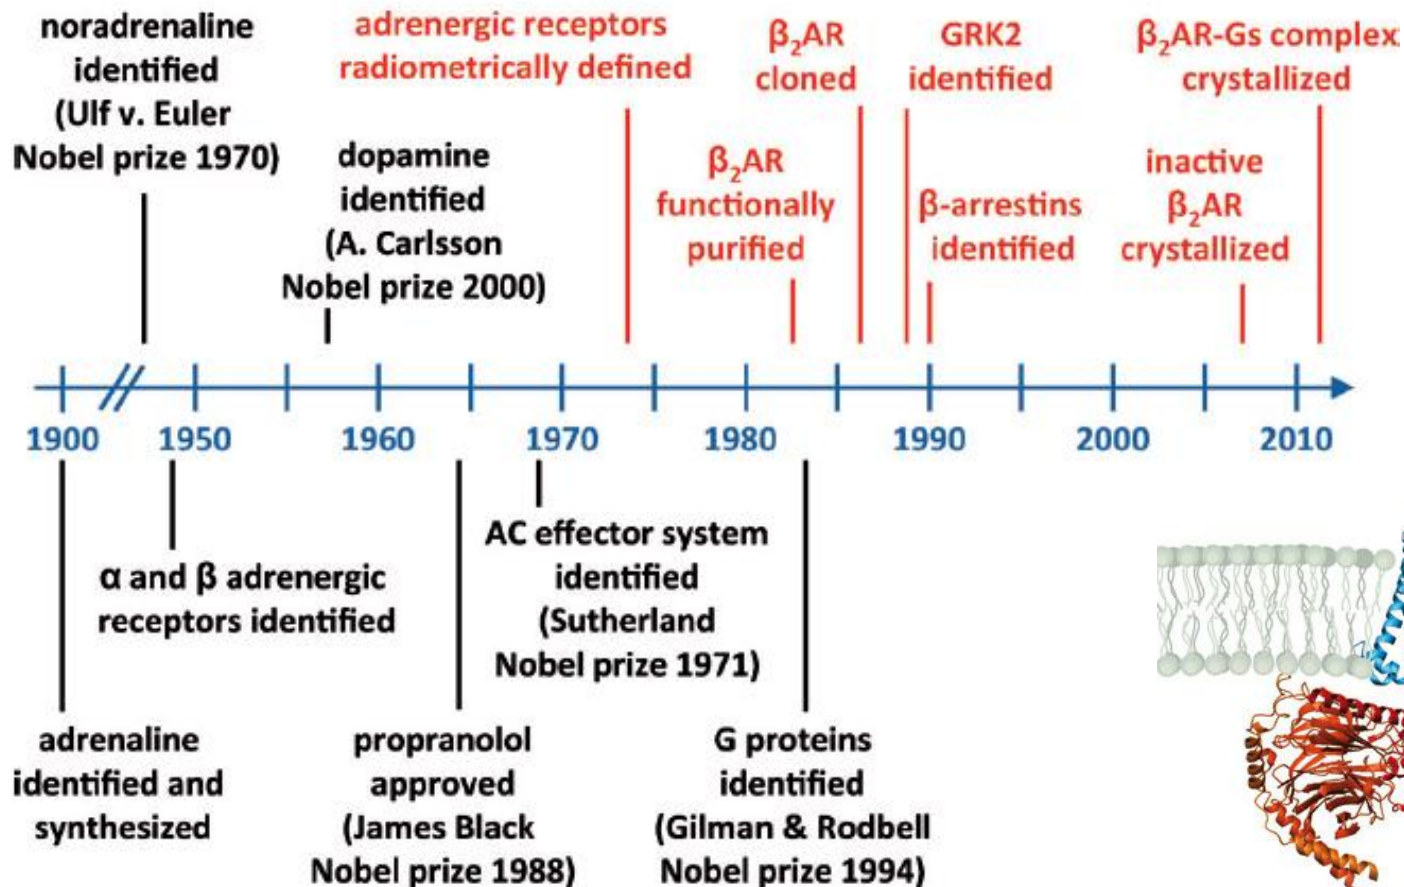 noradrenaline
identified
(Ulf v. Euler
Nobel prize 1970)
dopamine
identified
(A. Carlsson
Nobel prize 2000)
adrenergic receptors
radiometrically defined
β₂AR
functionally
purified
β₂AR
cloned
GRK2
identified
β-arrestins
identified
inactive
β₂AR
crystallized
β₂AR-Gs complex
crystallized
1900 1950 1960 1970 1980 1990 2000 2010
adrenaline
identified and
synthesized
α and β adrenergic
receptors identified
propranolol
approved
(James Black
Nobel prize 1988)
AC effector system
identified
(Sutherland
Nobel prize 1971)
G proteins
identified
(Gilman & Rodbell
Nobel prize 1994)